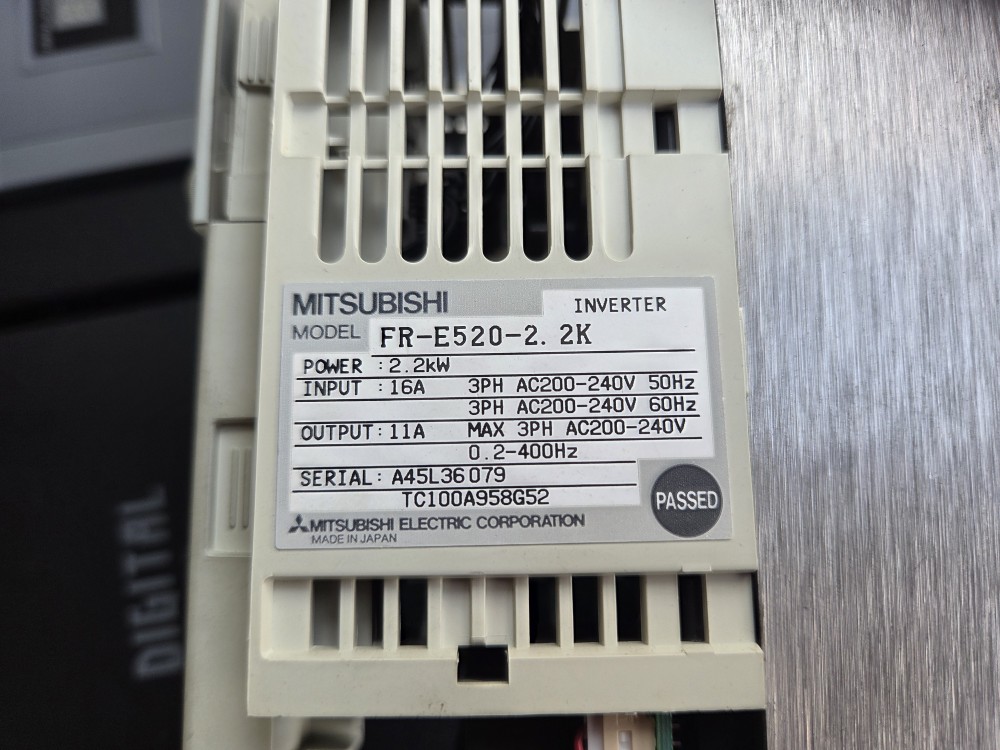 MITSUBISHI INVERTER
MODEL FR-E520-2.2K
POWER : 2.2kW
INPUT : 16A 3PH AC200-240V 50Hz
3PH AC200-240V 60Hz
OUTPUT: 11A MAX 3PH AC200-240V
0.2-400Hz
SERIAL: A45L36079
TC100A958G52
PASSED
MITSUBISHI ELECTRIC CORPORATION
MADE IN JAPAN
DIGITAL